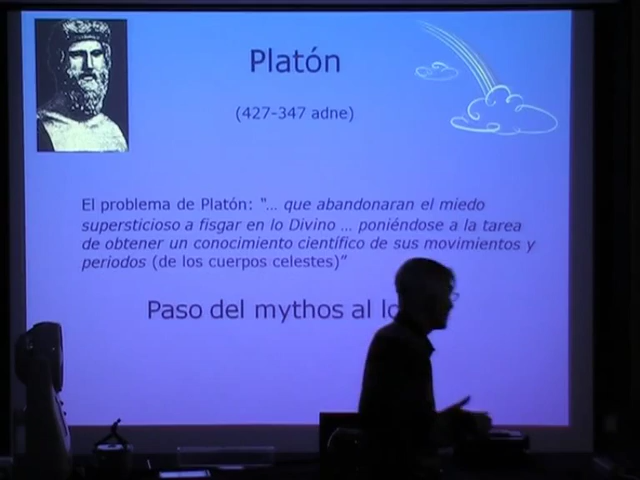 Platón
(427-347 adne)
El problema de Platón: "... que abandonaran el miedo
supersticioso a fisgar en lo Divino ... poniéndose a la tarea
de obtener un conocimiento científico de sus movimientos y
periodos (de los cuerpos celestes)"
Paso del mythos al